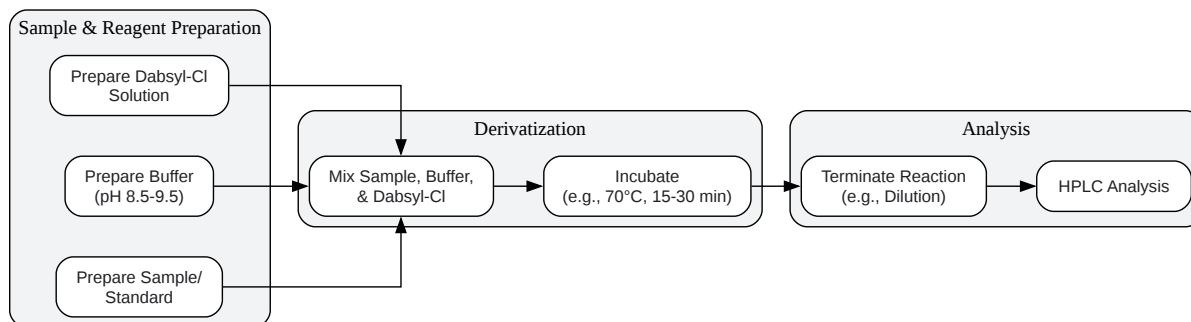 Sample & Reagent Preparation
Prepare Dabsyl-Cl
Solution
Prepare Buffer
(pH 8.5-9.5)
Prepare Sample/
Standard
Derivatization
Mix Sample, Buffer,
& Dabsyl-Cl
Incubate
(e.g., 70°C, 15-30 min)
Analysis
Terminate Reaction
(e.g., Dilution)
HPLC Analysis